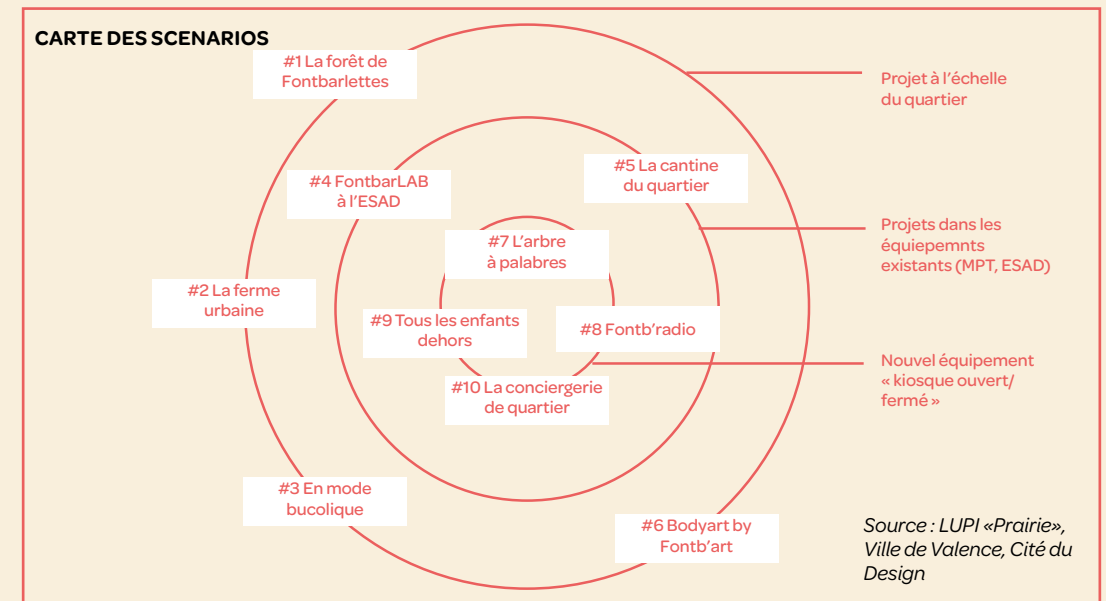 CARTE DES SCENARIOS
#1 La forêt de
Fontbarlettes
Projet à l'échelle
du quartier
#5 La cantine
du quartier
#4 FontbarLAB
à l'ESAD
#7 L'arbre
à palabres
Projets dans les
équiepemnts
existants (MPT, ESAD)
#2 La ferme
urbaine
#9 Tous les enfants
dehors
#8 Fontb'radio
Nouvel équipement
« kiosque ouvert/
fermé »
#10 La conciergerie
de quartier
#3 En mode
bucolique
#6 Bodyart by
Fontb'art
Source : LUPI «Prairie»,
Ville de Valence, Cité du
Design